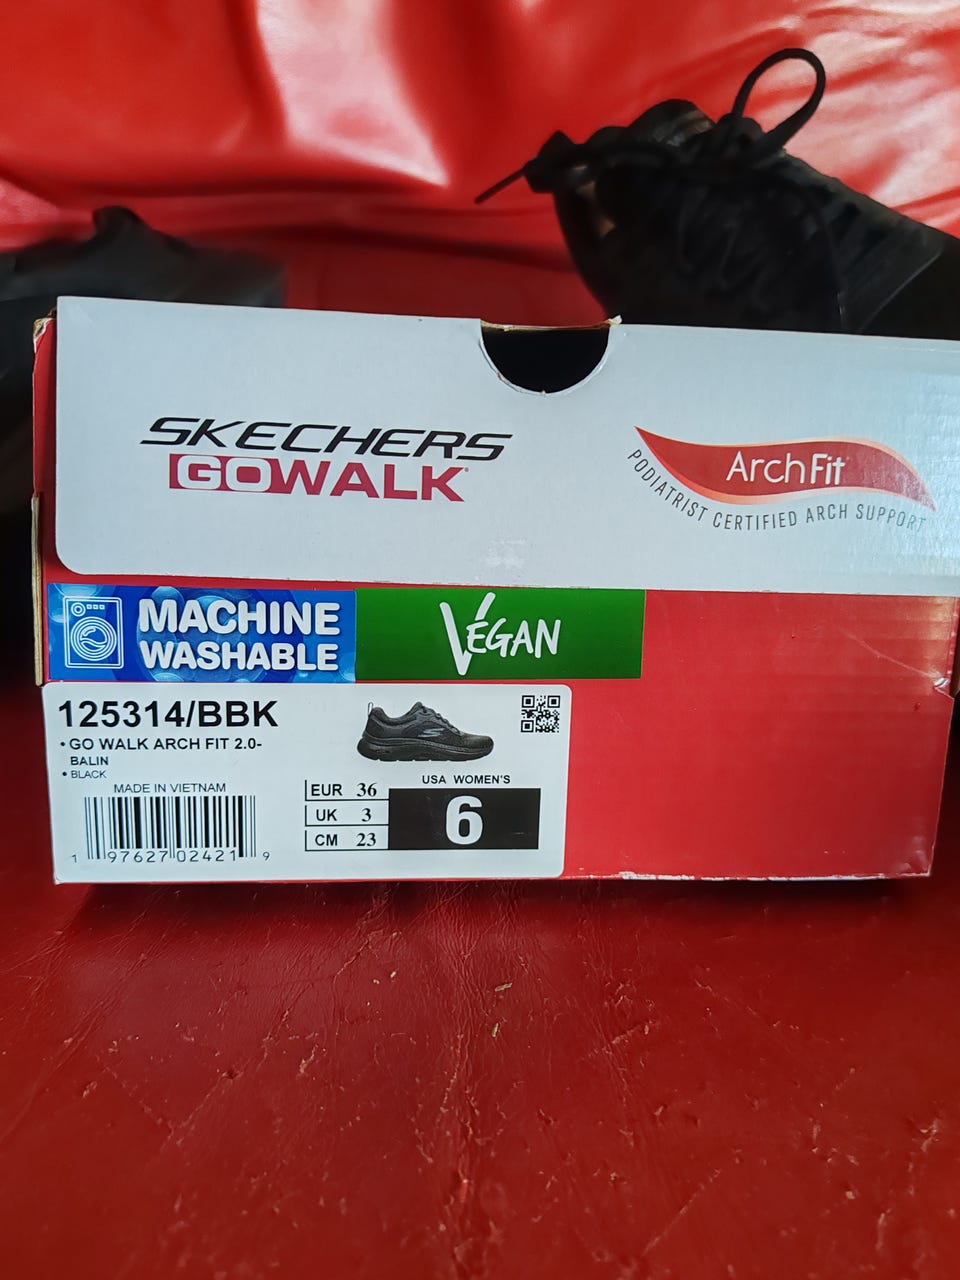 SKECHERS
GOWALK
ArchFit
PODIATRIST CERTIFIED ARCH SUPPORT
MACHINE
WASHABLE
VEGAN
125314/BBK
• GO WALK ARCH FIT 2.0-
BALIN
• BLACK
MADE IN VIETNAM
1 97627 02421 9
USA WOMEN'S
EUR 36
UK 3
CM 23
6